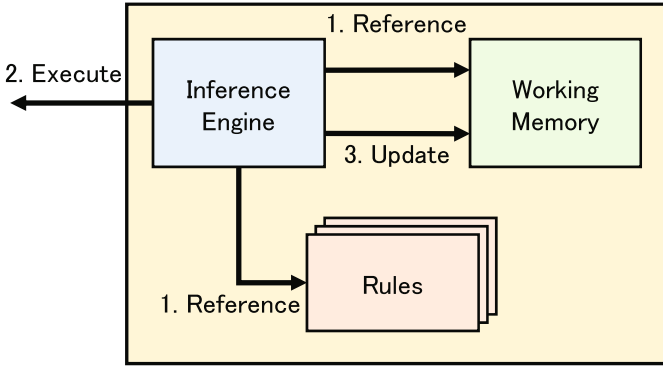 1. Reference
2. Execute
Inference
Engine
Working
Memory
3. Update
1. Reference
Rules